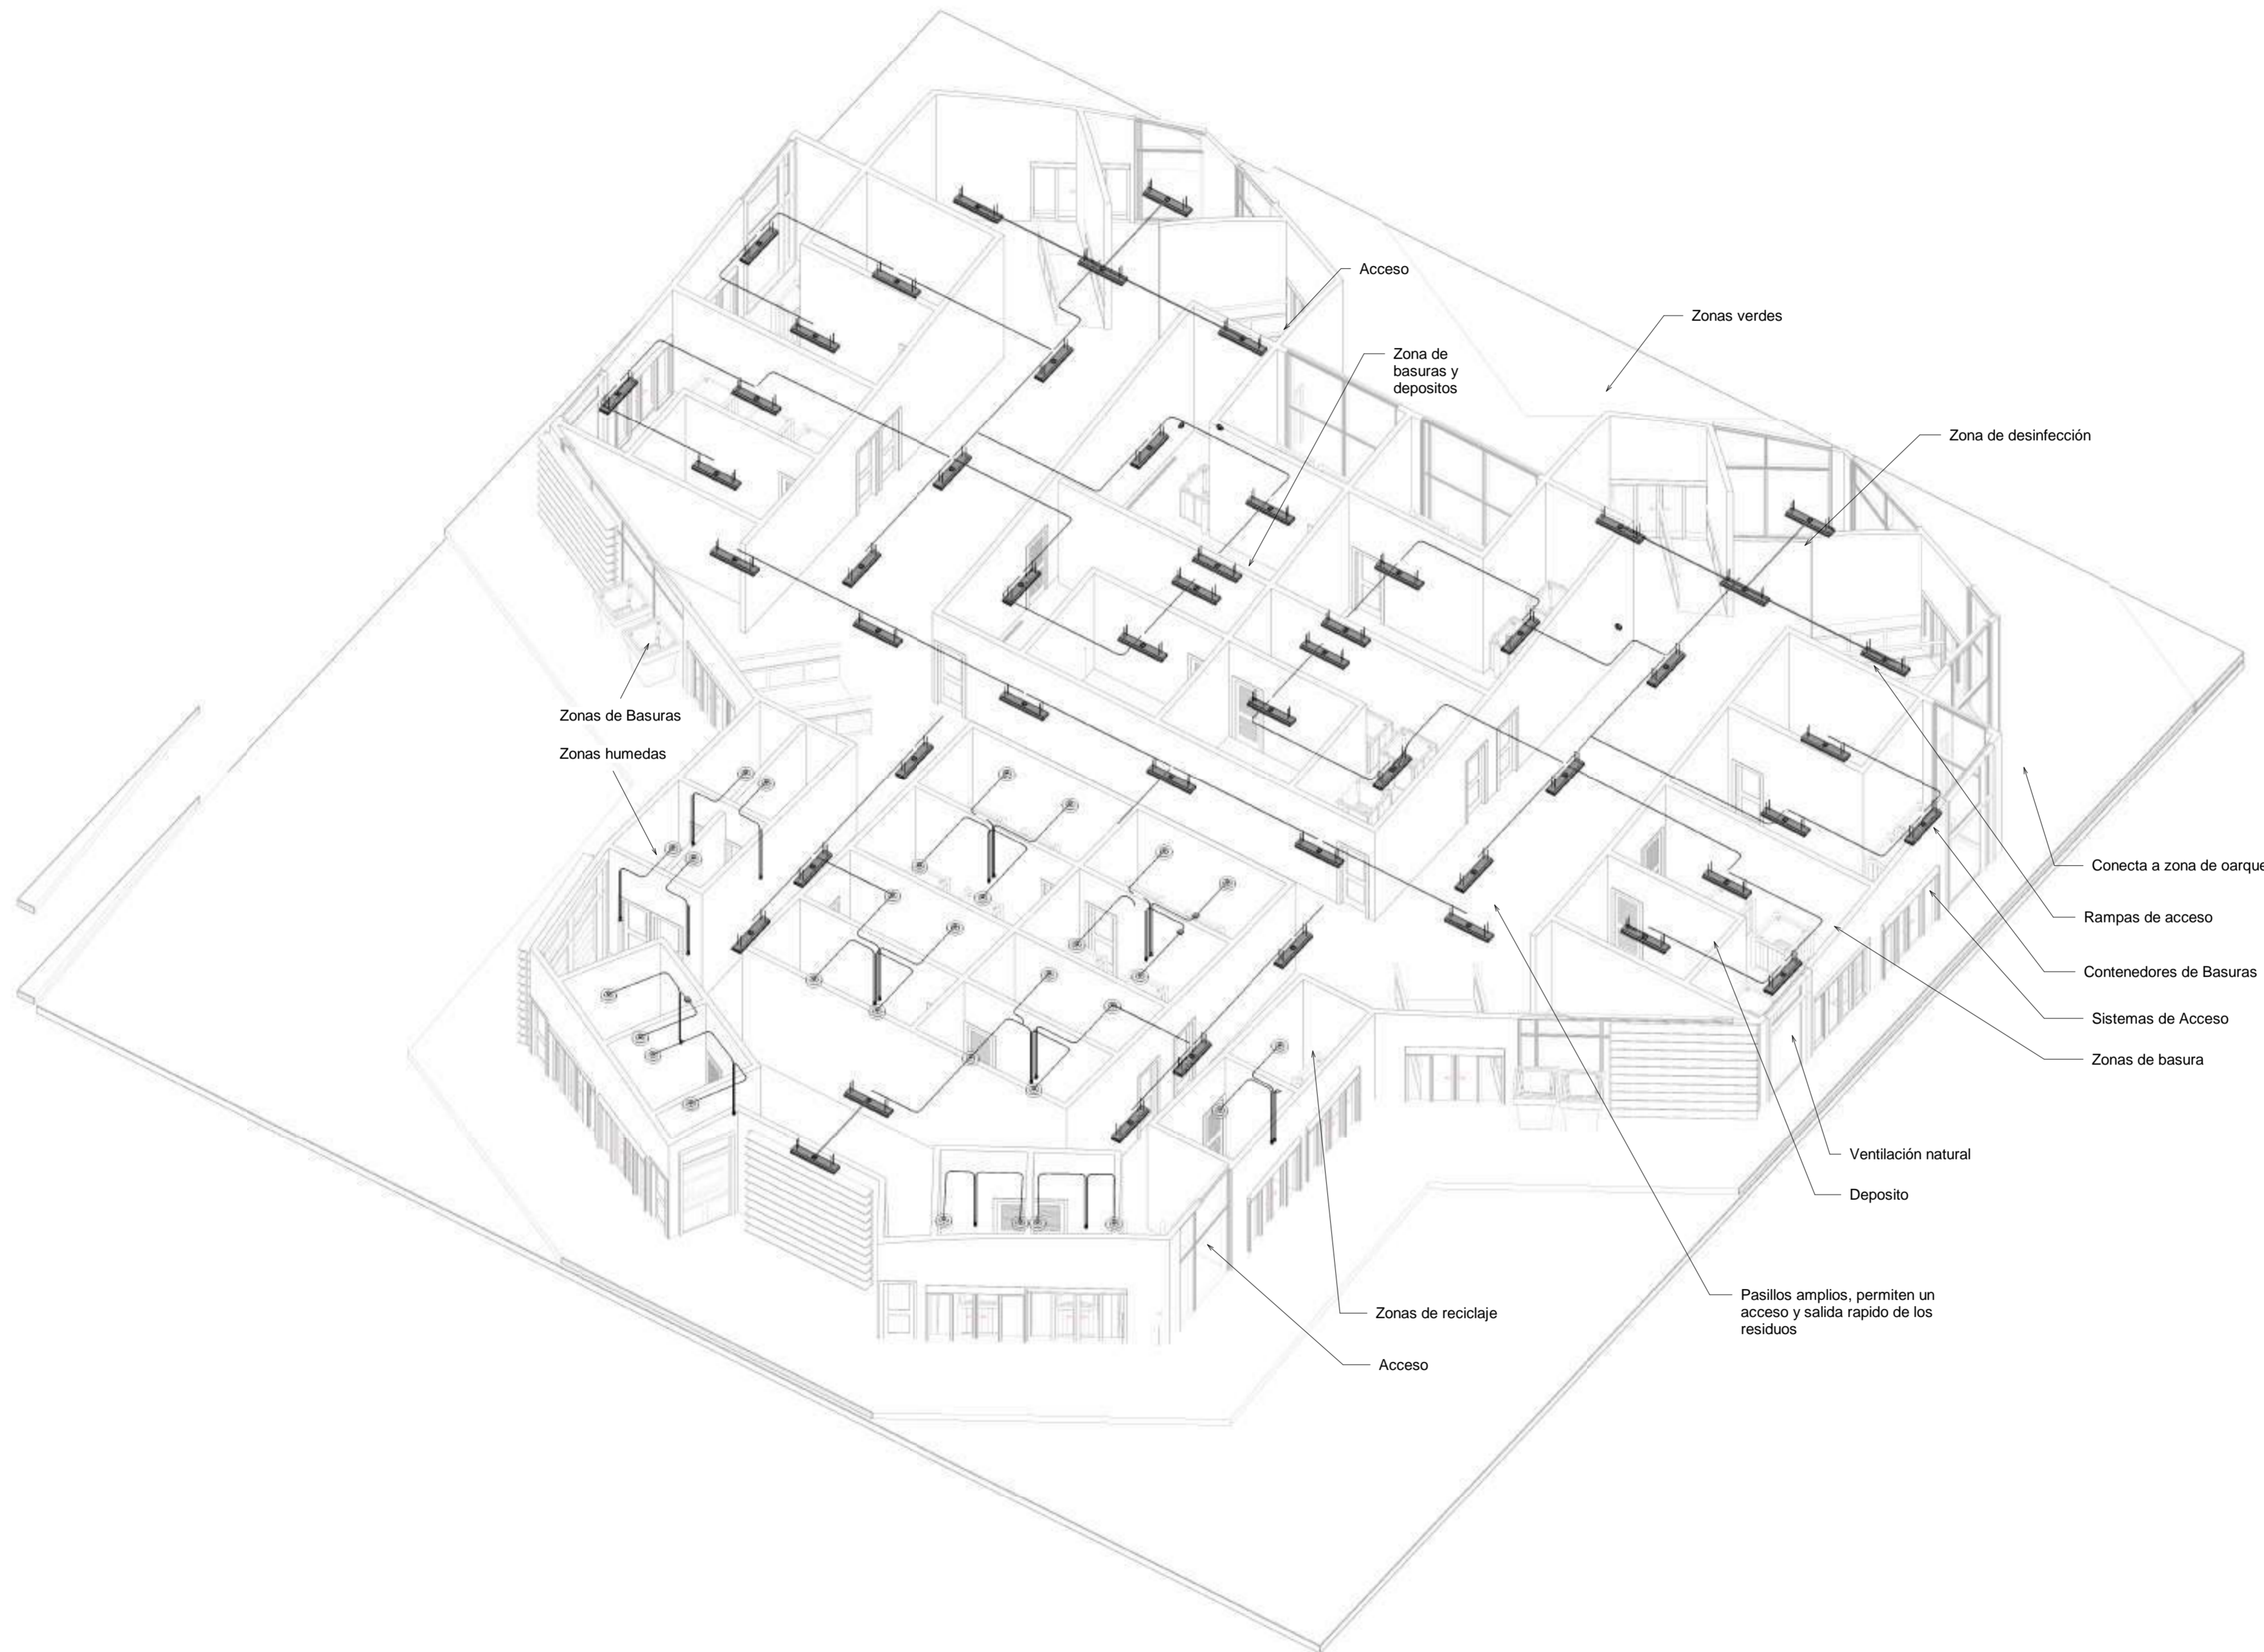 Acceso
Zonas verdes
Zona de
basuras y
depositos
Zona de desinfección
Zonas de Basuras
Zonas humedas
Conecta a zona de oarque
Rampas de acceso
Contenedores de Basuras
Sistemas de Acceso
Zonas de basura
Ventilación natural
Deposito
Pasillos amplios, permiten un
acceso y salida rapido de los
residuos
Zonas de reciclaje
Acceso